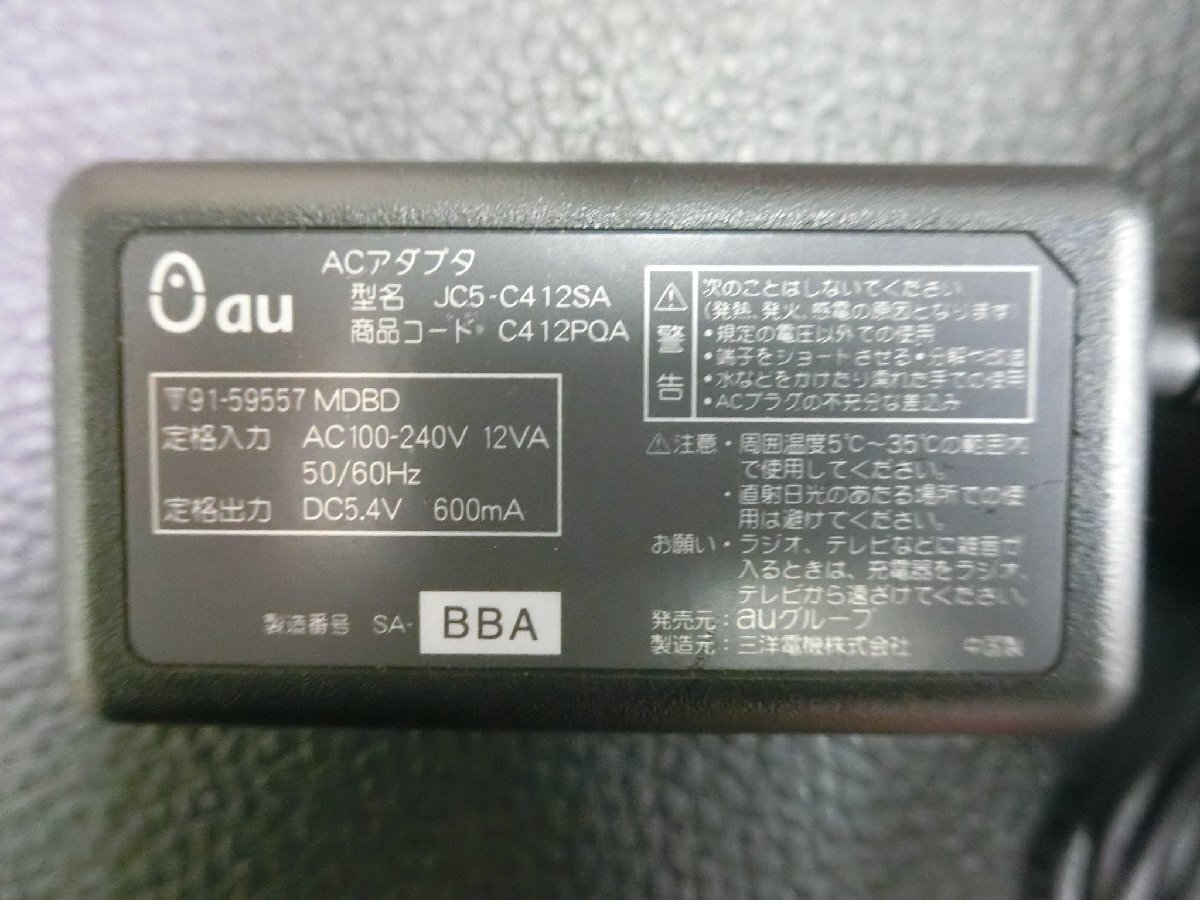 au
ACアダプタ
型名 JC5-C412SA
商品コード C412PQA
▽91-59557 MDBD
定格入力 AC100-240V 12VA
50/60Hz
定格出力 DC5.4V 600mA
製造番号 SA- BBA
⚠警告
次のことはしないでください
(発熱、発火、感電の原因となります)
・規定の電圧以外での使用
・端子をショートさせる・分解や改造
・水などをかけたり濡れた手での使用
・ACプラグの不充分な差込み
⚠注意・周囲温度5℃~35℃の範囲内
で使用してください。
・直射日光のあたる場所での使
用は避けてください。
お願い・ラジオ、テレビなどに雑音が
入るときは、充電器をラジオ、
テレビから遠ざけてください。
発売元：auグループ
製造元：三洋電機株式会社 中国製